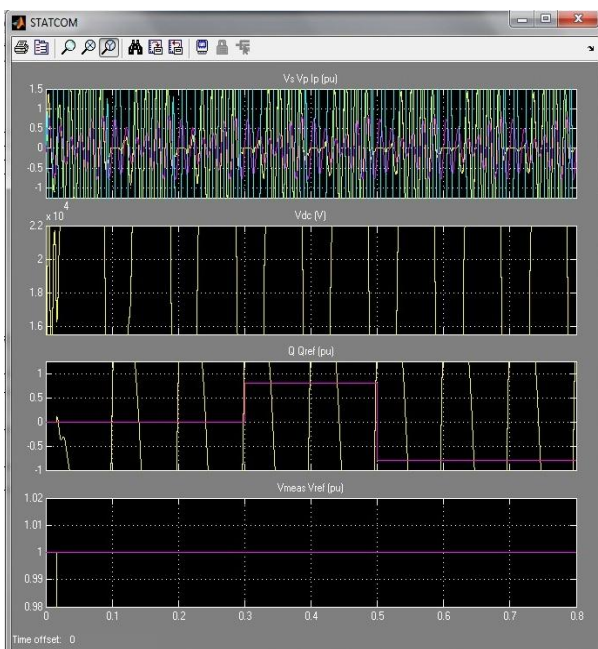 STATCOM
Vs Vp Ip (pu)
1.5
1
0.5
0
-0.5
-1
x 10 4
Vdc (V)
2.2
2
1.8
1.6
Q Qref (pu)
1
0.5
0
-0.5
-1
Vmeas Vref (pu)
1.02
1.01
1
0.99
0.98
0 0.1 0.2 0.3 0.4 0.5 0.6 0.7 0.8
Time offset: 0